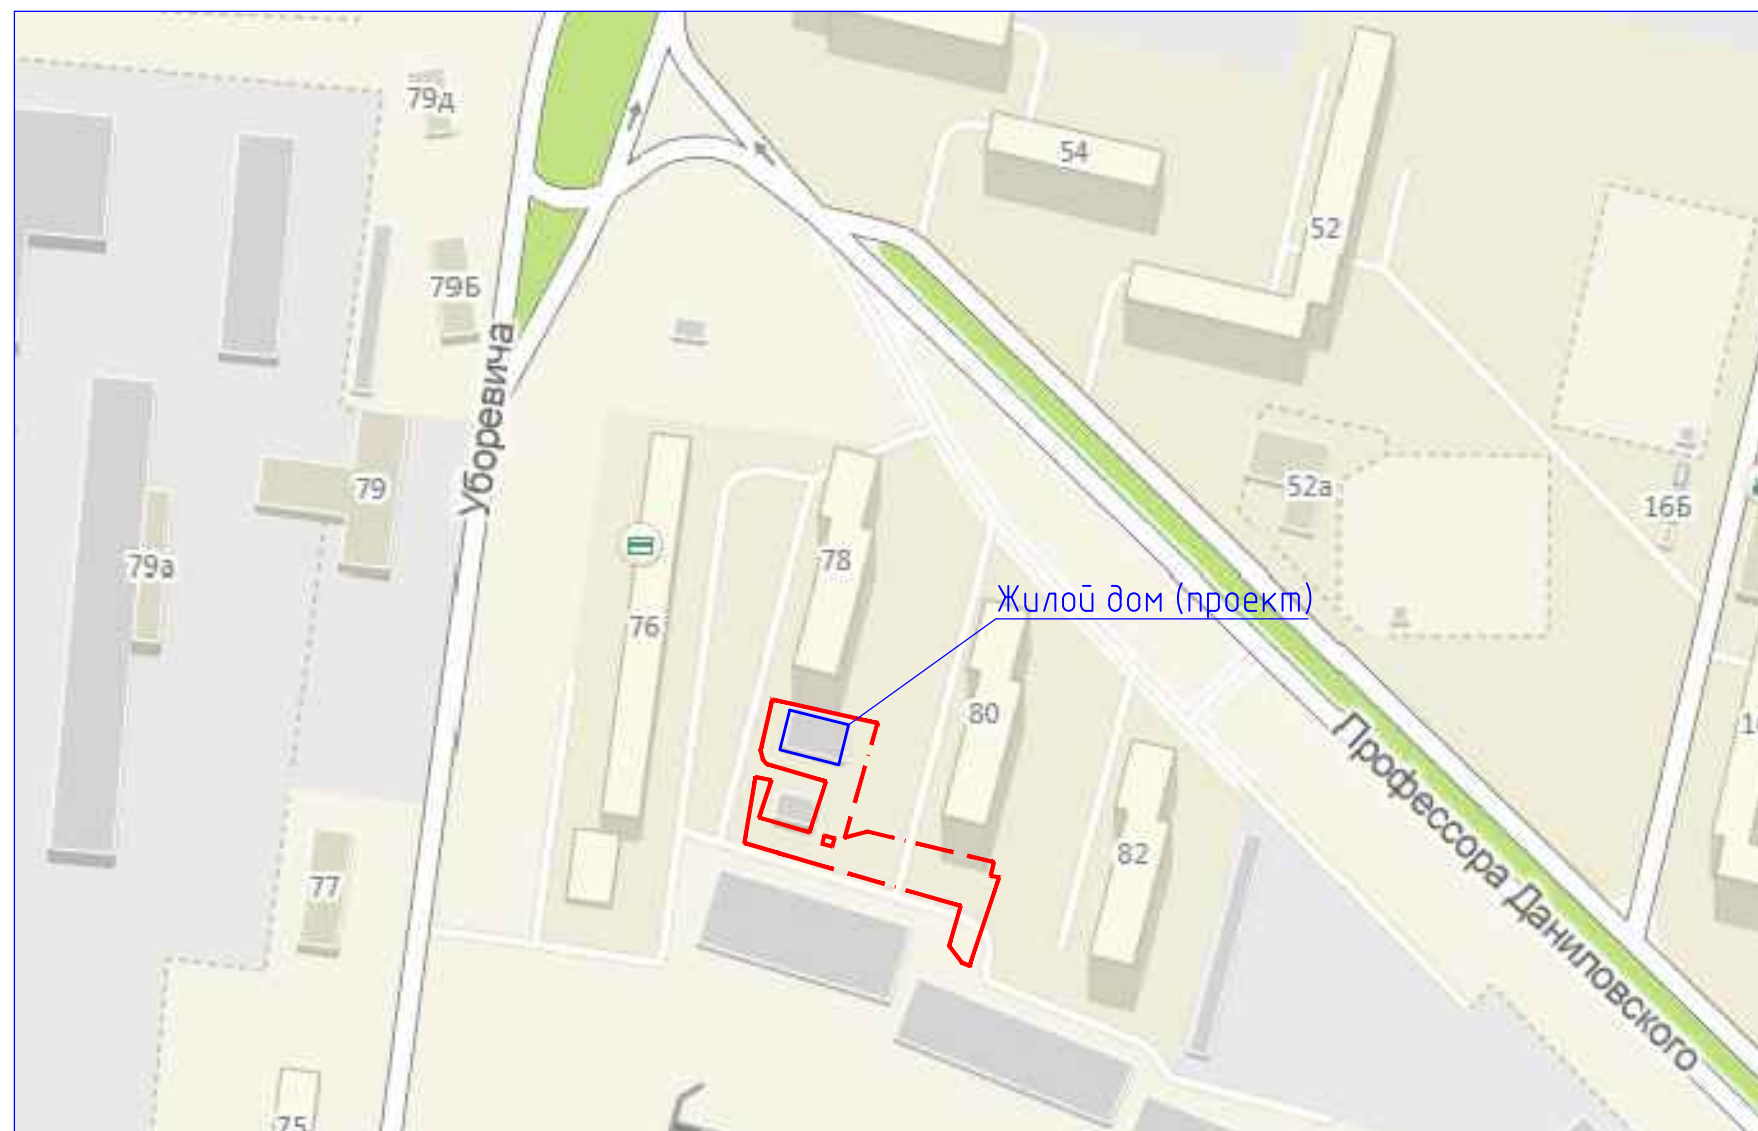 79д
54
52
79Б
Уборевича
79
52а
16Б
79а
78
Жилой дом (проект)
76
80
Профессора Даниловского
82
77
75